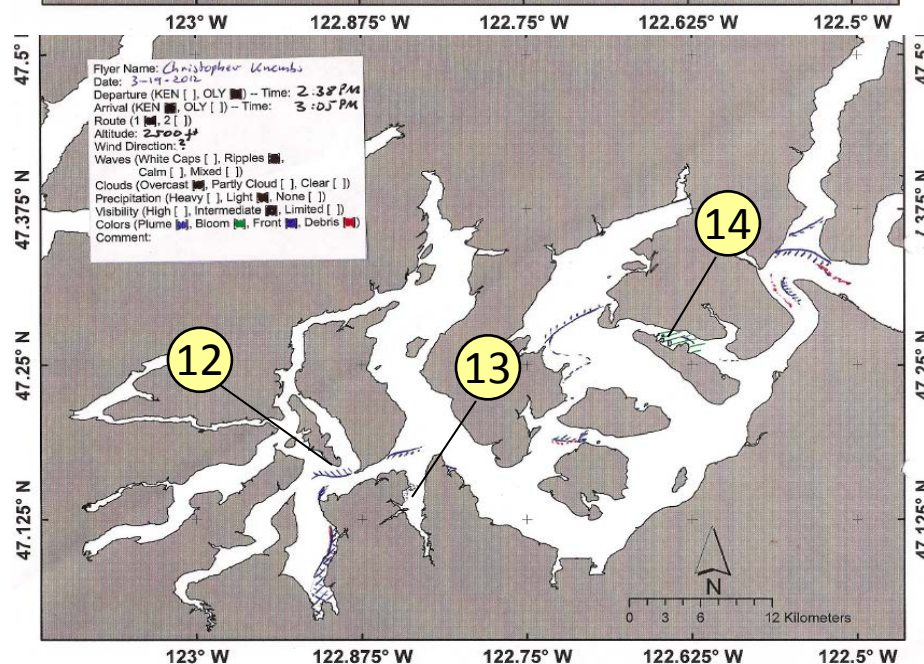 123° W 122.875° W 122.75° W 122.625° W 122.5° W
47.5° N
Flyer Name: Christopher
Date: 3-19-2012
Departure (KEN [ ], OLY [■]) -- Time: 2:38 PM
Arrival (KEN [■], OLY [ ]) -- Time: 3:05 PM
Route (1 [■], 2 [ ])
Altitude: 2500 ft
Wind Direction: ?
Waves (White Caps [ ], Ripples [■],
Calm [ ], Mixed [ ])
Clouds (Overcast [■], Partly Cloud [ ], Clear [ ])
Precipitation (Heavy [ ], Light [■], None [ ])
Visibility (High [ ], Intermediate [■], Limited [ ])
Colors (Plume [■], Bloom [■], Front [■], Debris [■])
Comment:
47.375° N
14
47.25° N
12
13
47.125° N
N
0 3 6 12 Kilometers
123° W 122.875° W 122.75° W 122.625° W 122.5° W